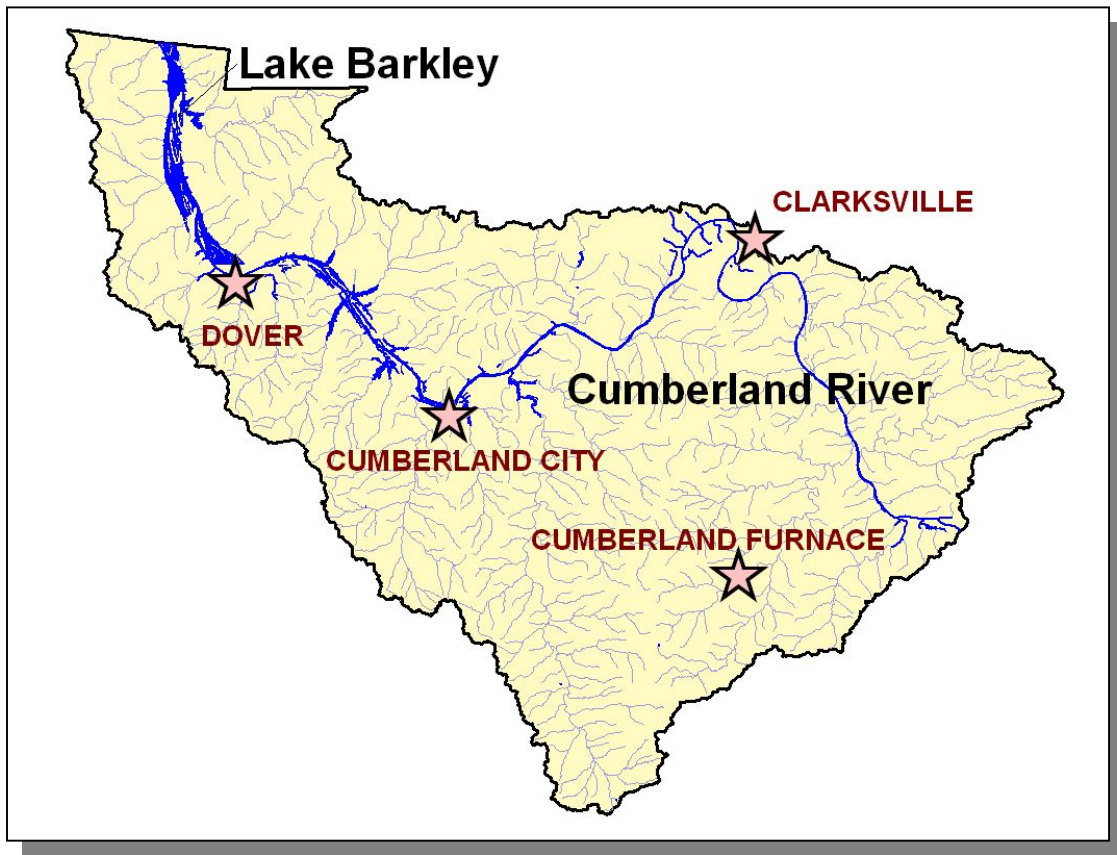 Lake Barkley
CLARKSVILLE
DOVER
Cumberland River
CUMBERLAND CITY
CUMBERLAND FURNACE